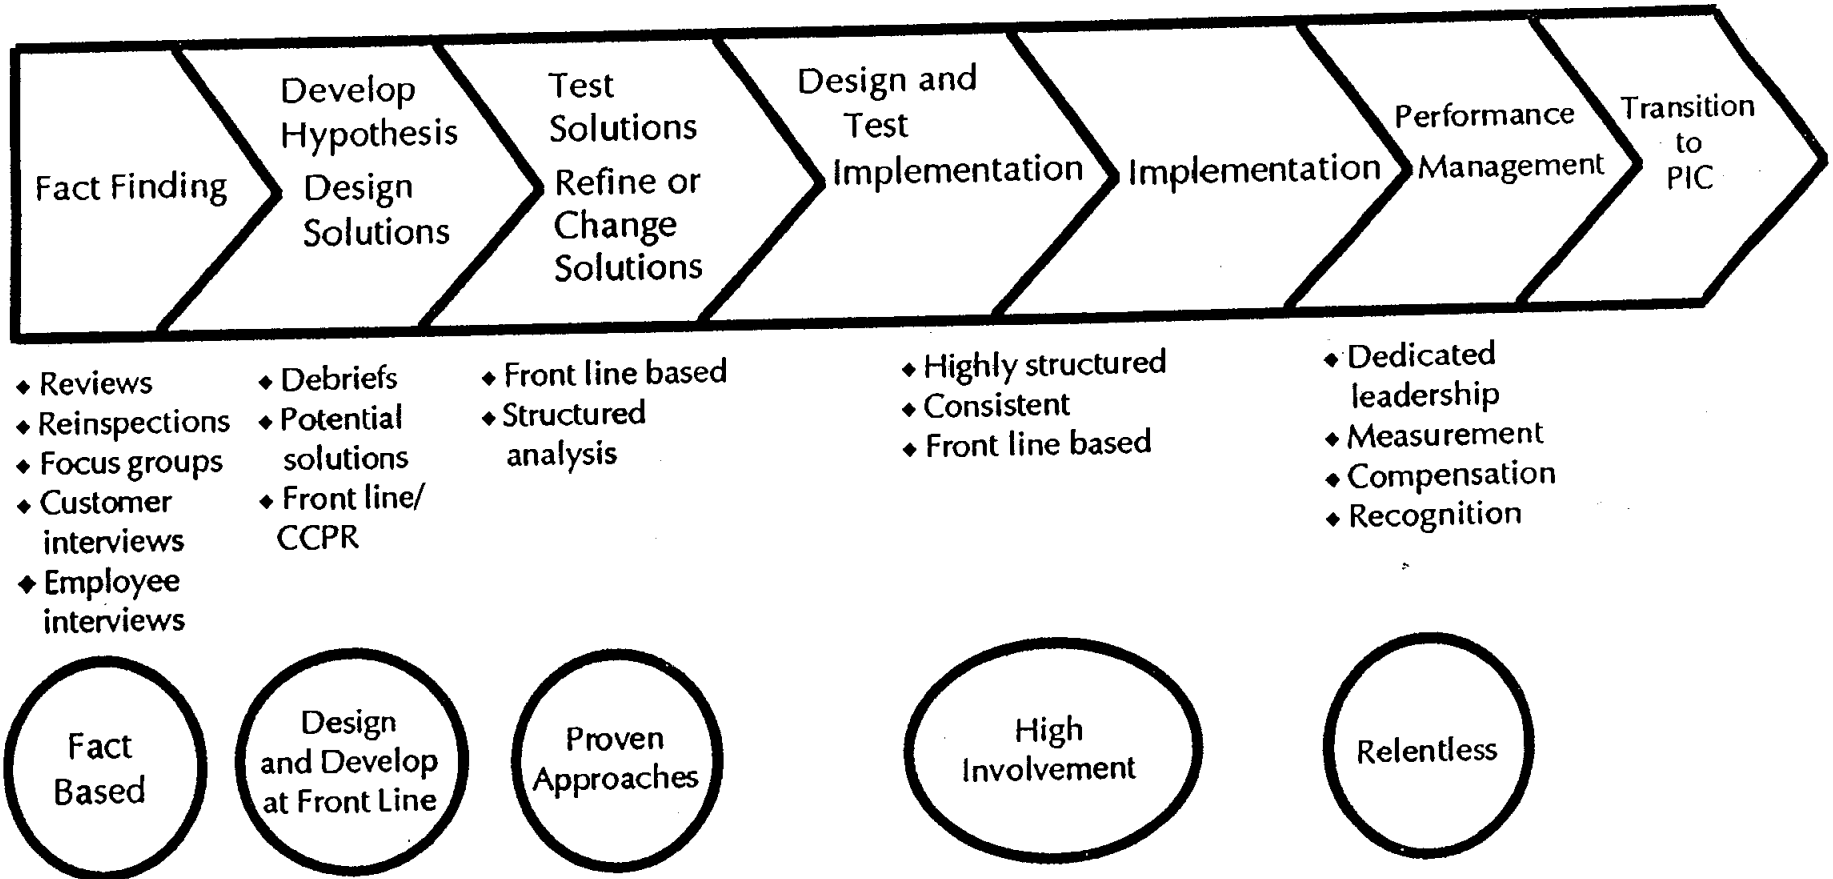 Fact Finding
Develop
Hypothesis
Design
Solutions
Test
Solutions
Refine or
Change
Solutions
Design and
Test
Implementation
Implementation
Performance
Management
Transition
to
PIC
◆ Reviews
◆ Reinspections
◆ Focus groups
◆ Customer
interviews
◆ Employee
interviews
◆ Debriefs
◆ Potential
solutions
◆ Front line/
CCPR
◆ Front line based
◆ Structured
analysis
◆ Highly structured
◆ Consistent
◆ Front line based
◆ Dedicated
leadership
◆ Measurement
◆ Compensation
◆ Recognition
Fact
Based
Design
and Develop
at Front Line
Proven
Approaches
High
Involvement
Relentless